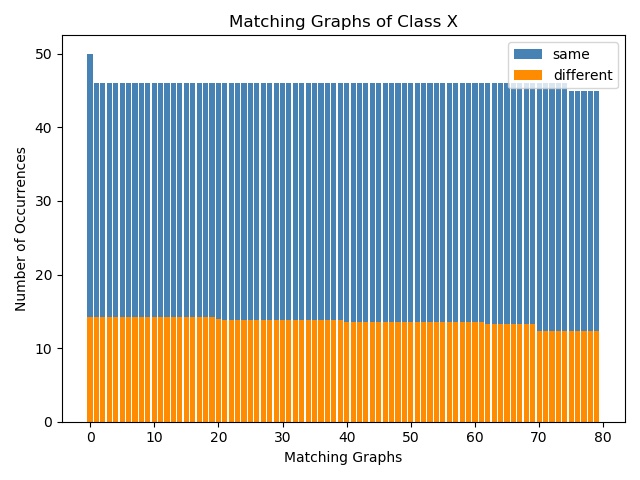 Matching Graphs of Class X
same
different
Number of Occurrences
50
40
30
20
10
0
0 10 20 30 40 50 60 70 80
Matching Graphs